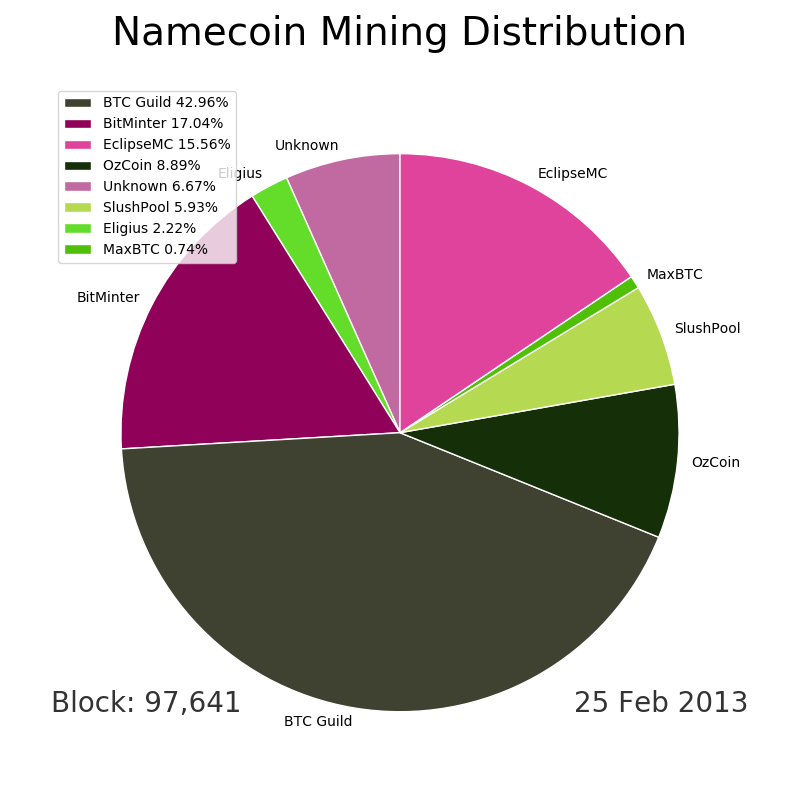 Namecoin Mining Distribution
BTC Guild 42.96%
BitMinter 17.04%
EclipseMC 15.56%
OzCoin 8.89%
Unknown 6.67%
SlushPool 5.93%
Eligius 2.22%
MaxBTC 0.74%
Unknown
Eligius
EclipseMC
MaxBTC
BitMinter
SlushPool
OzCoin
Block: 97,641
25 Feb 2013
BTC Guild